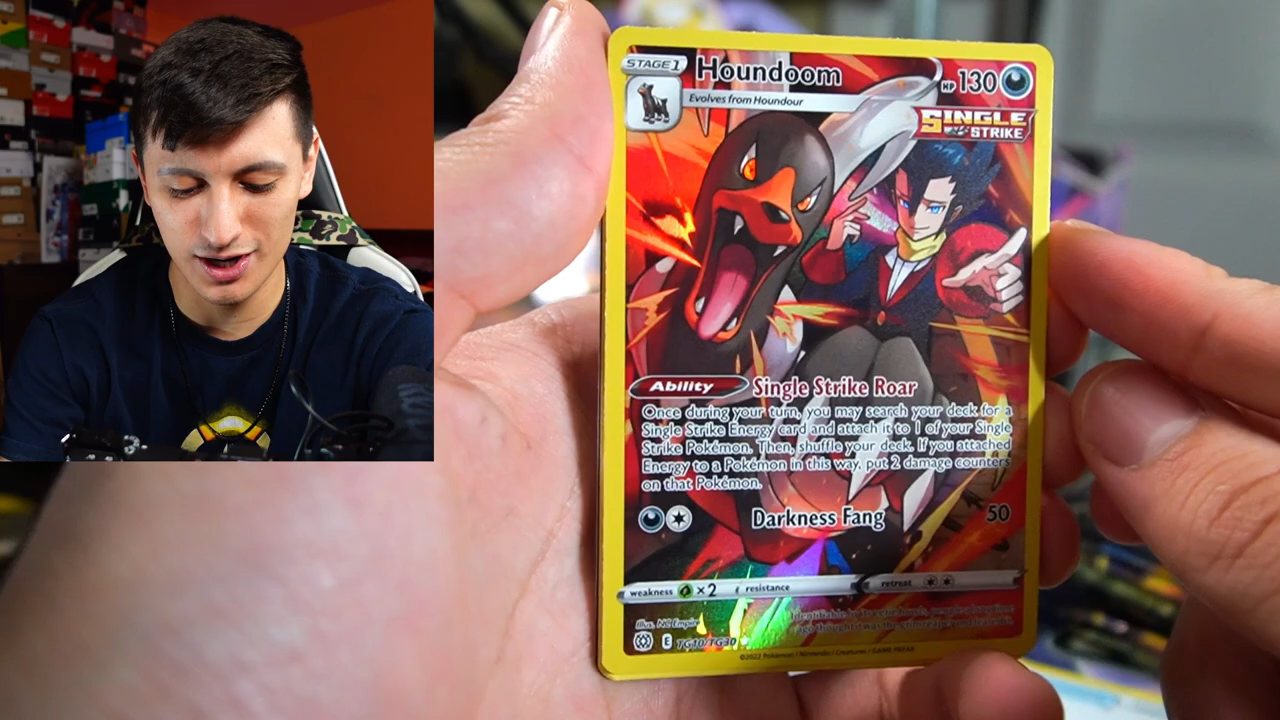 STAGE 1
Houndoom
HP 130
Evolves from Houndour
SINGLE
STRIKE
Ability Single Strike Roar
Once during your turn, you may search your deck for a
Single Strike Energy card and attach it to 1 of your Single
Strike Pokémon. Then, shuffle your deck. If you attached
Energy to a Pokémon in this way, put 2 damage counters
on that Pokémon.
Darkness Fang 50
weakness ×2 resistance retreat
Illus. NC Empire
E TG10/TG30
©2022 Pokémon / Nintendo / Creatures / GAME FREAK